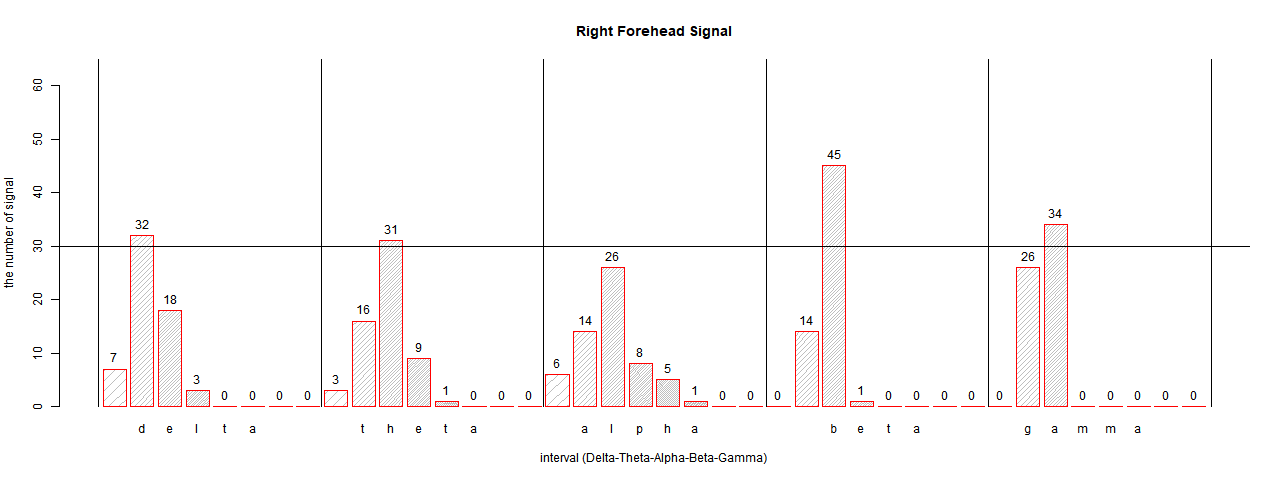 Right Forehead Signal
the number of signal
60
50
40
30
20
10
0
7 32 18 3 0 0 0 0 3 16 31 9 1 0 0 0 6 14 26 8 5 1 0 0 0 14 45 1 0 0 0 0 0 26 34 0 0 0 0 0
d e l t a t h e t a a l p h a b e t a g a m m a
interval (Delta-Theta-Alpha-Beta-Gamma)